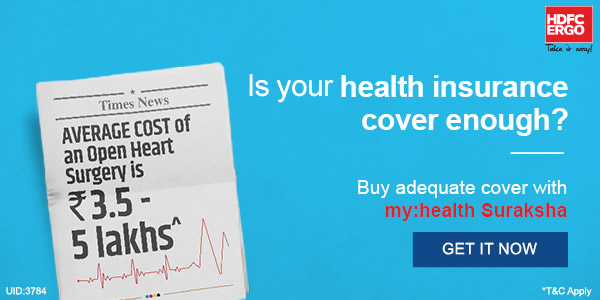 HDFC
ERGO
Take it easy!
Is your health insurance
cover enough?
Times News
AVERAGE COST of
an Open Heart
Surgery is
₹3.5 -
5 lakhs^
Buy adequate cover with
my:health Suraksha
GET IT NOW
UID:3784
*T&C Apply